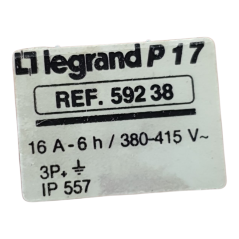 legrand P 17
REF. 592 38
16 A - 6 h / 380-415 V~
3P+ ⏚
IP 557